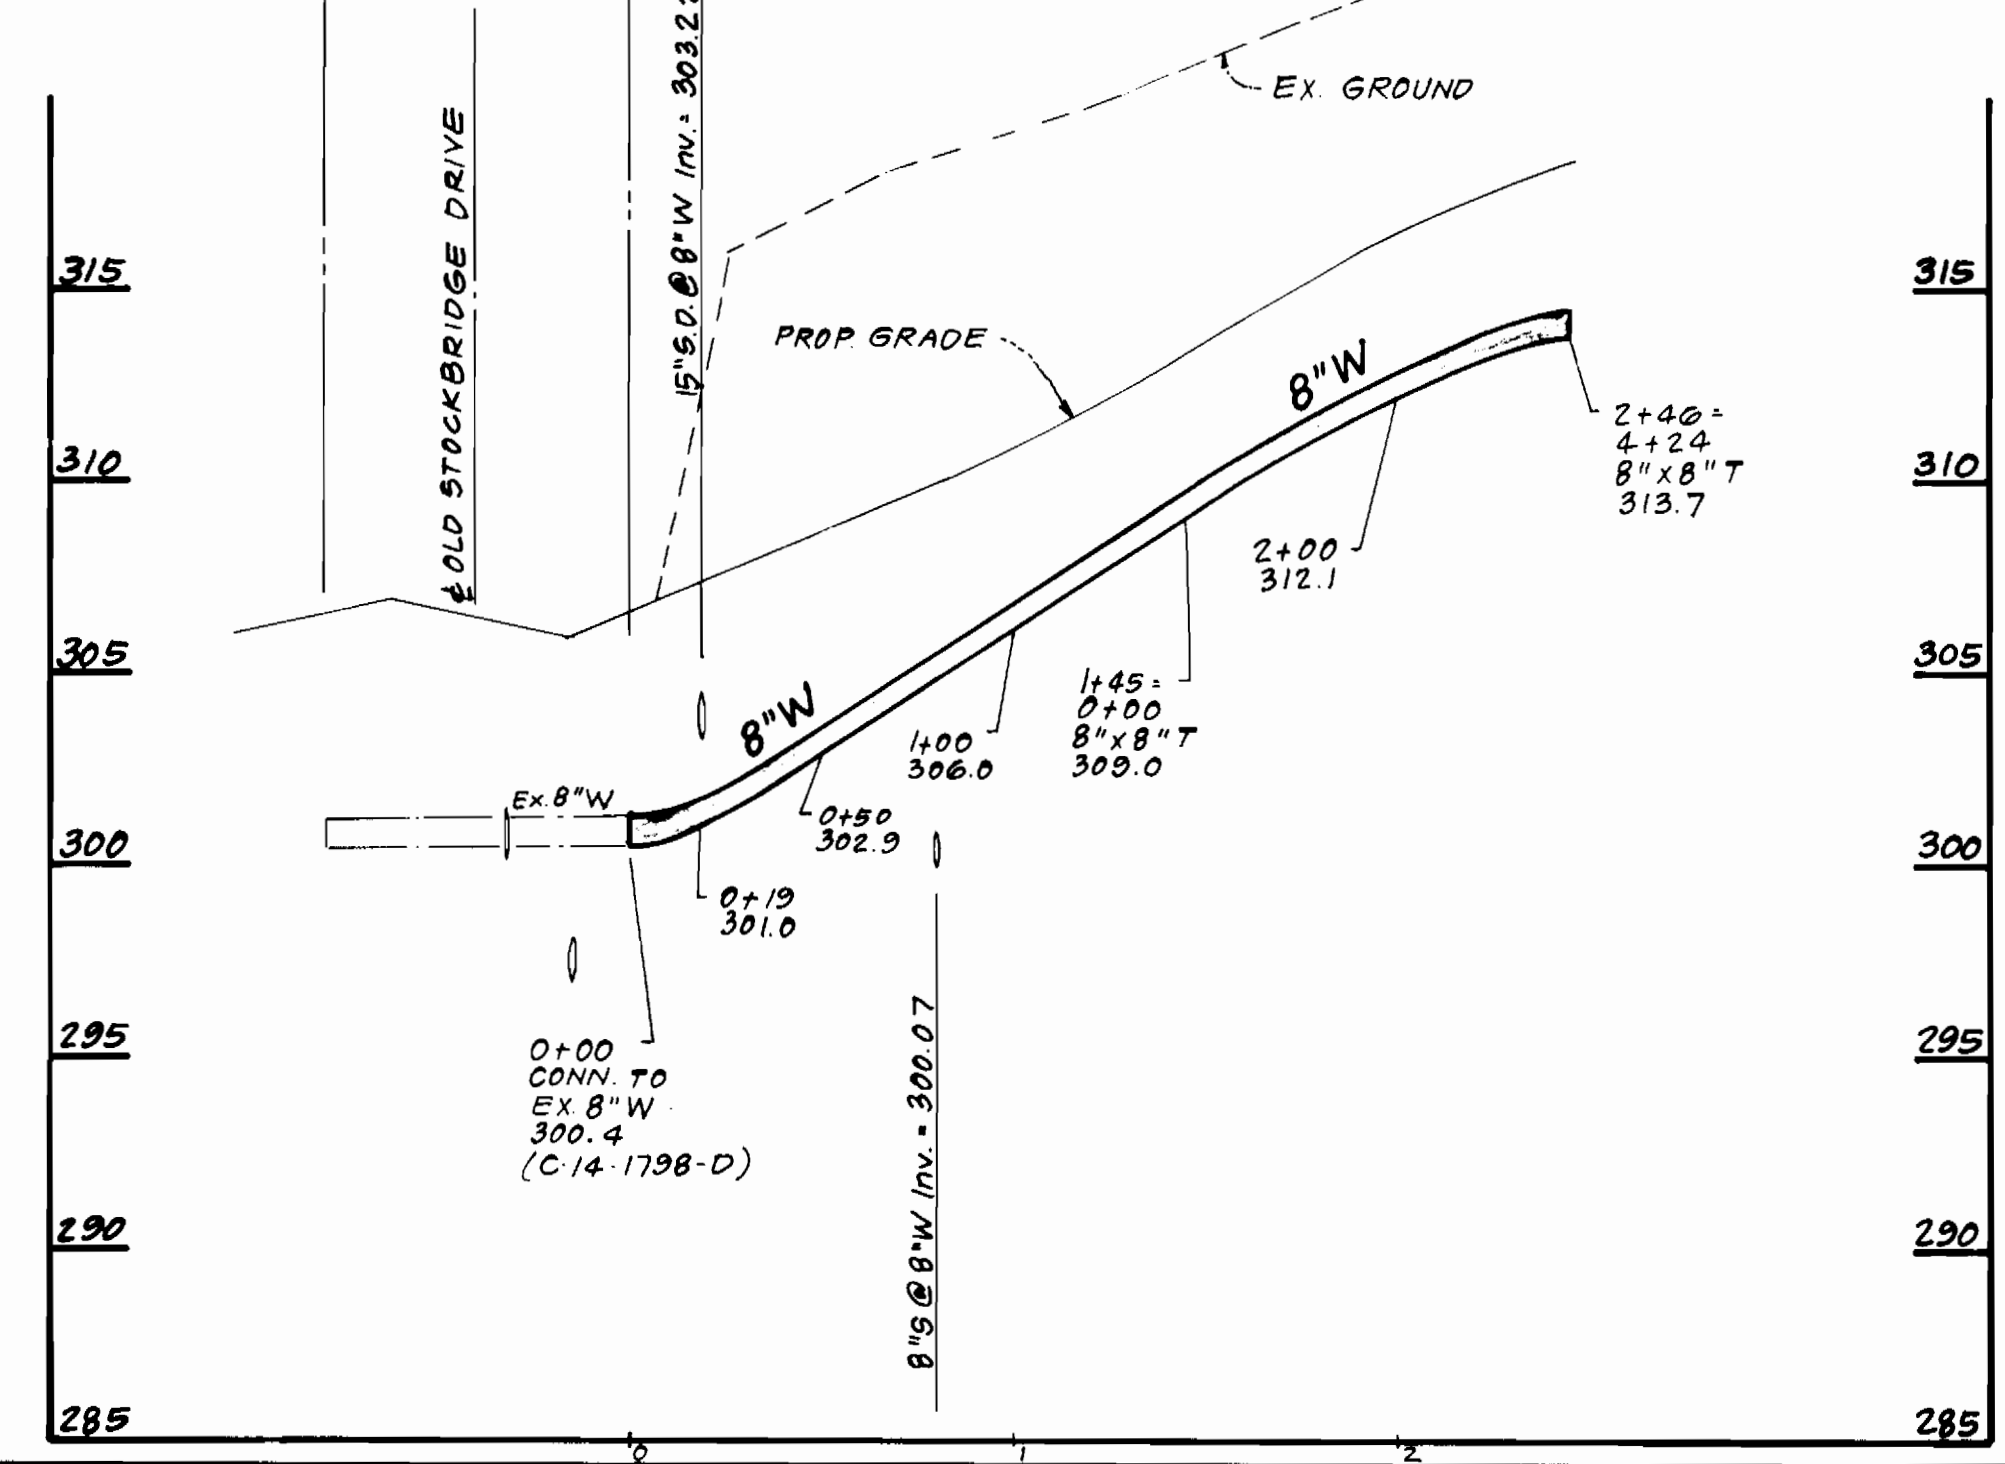 15"S.D.@8"W Inv.= 303.2
EX. GROUND
℄ OLD STOCKBRIDGE DRIVE
315
315
PROP. GRADE
8"W
2+46=
4+24
8"x8"T
313.7
310
310
2+00
312.1
305
305
1+45=
0+00
8"x8"T
309.0
8"W
1+00
306.0
Ex. 8"W
0+50
302.9
300
300
0+19
301.0
295
295
0+00
CONN. TO
EX. 8"W
300.4
(C-14-1798-D)
8"S@8"W Inv. = 300.07
290
290
285
285
0
1
2